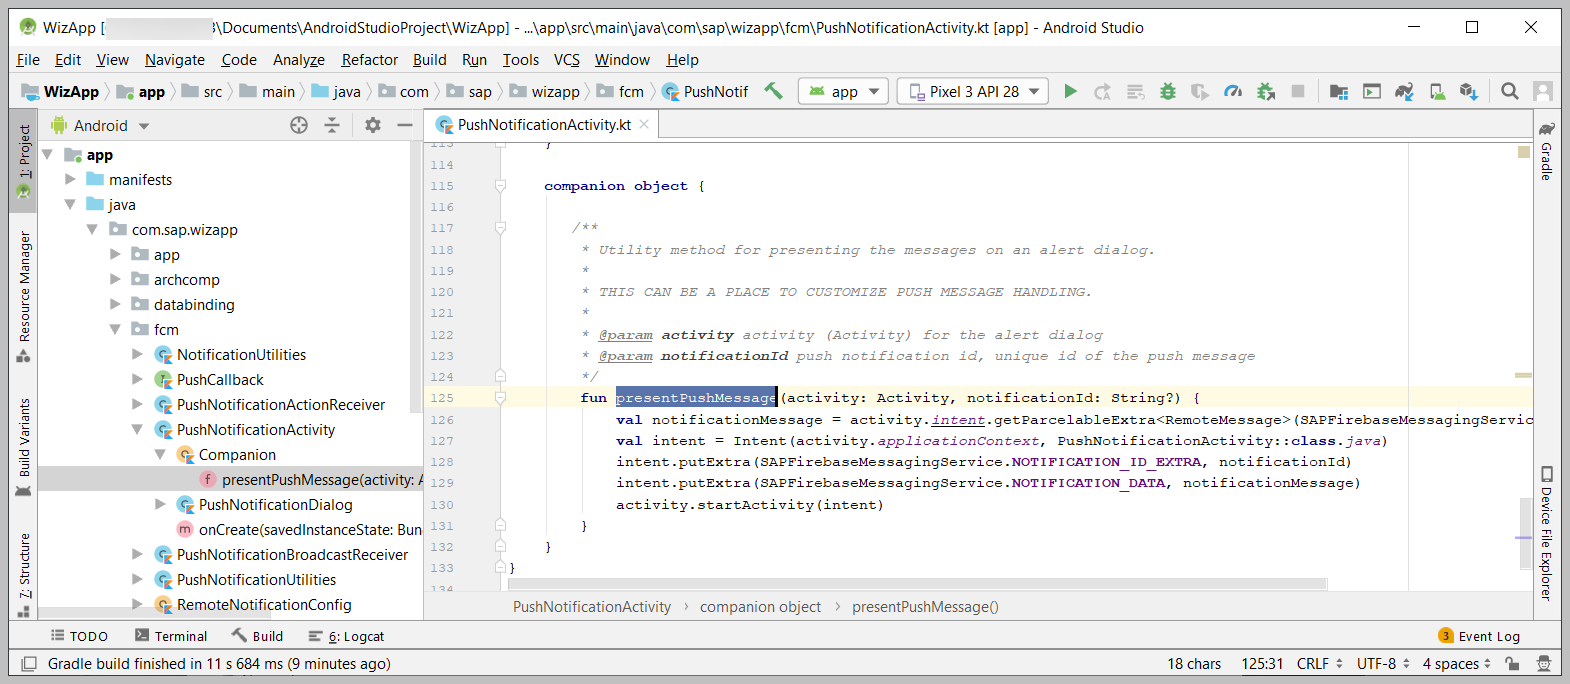 WizApp [ 3\Documents\AndroidStudioProject\WizApp] - ...\app\src\main\java\com\sap\wizapp\fcm\PushNotificationActivity.kt [app] - Android Studio
File Edit View Navigate Code Analyze Refactor Build Run Tools VCS Window Help
WizApp app src main java com sap wizapp fcm PushNotif app Pixel 3 API 28
1: Project
Resource Manager
Build Variants
7: Structure
Android
app
manifests
java
com.sap.wizapp
app
archcomp
databinding
fcm
NotificationUtilities
PushCallback
PushNotificationActionReceiver
PushNotificationActivity
Companion
presentPushMessage(activity: A
PushNotificationDialog
onCreate(savedInstanceState: Bun
PushNotificationBroadcastReceiver
PushNotificationUtilities
RemoteNotificationConfig
PushNotificationActivity.kt
113 }
114
115 companion object {
116
117 /**
118 * Utility method for presenting the messages on an alert dialog.
119 *
120 * THIS CAN BE A PLACE TO CUSTOMIZE PUSH MESSAGE HANDLING.
121 *
122 * @param activity activity (Activity) for the alert dialog
123 * @param notificationId push notification id, unique id of the push message
124 */
125 fun presentPushMessage(activity: Activity, notificationId: String?) {
126 val notificationMessage = activity.intent.getParcelableExtra<RemoteMessage>(SAPFirebaseMessagingServic
127 val intent = Intent(activity.applicationContext, PushNotificationActivity::class.java)
128 intent.putExtra(SAPFirebaseMessagingService.NOTIFICATION_ID_EXTRA, notificationId)
129 intent.putExtra(SAPFirebaseMessagingService.NOTIFICATION_DATA, notificationMessage)
130 activity.startActivity(intent)
131 }
132 }
133 }
134
PushNotificationActivity › companion object › presentPushMessage()
Gradle
Device File Explorer
TODO Terminal Build 6: Logcat 3 Event Log
Gradle build finished in 11 s 684 ms (9 minutes ago) 18 chars 125:31 CRLF UTF-8 4 spaces